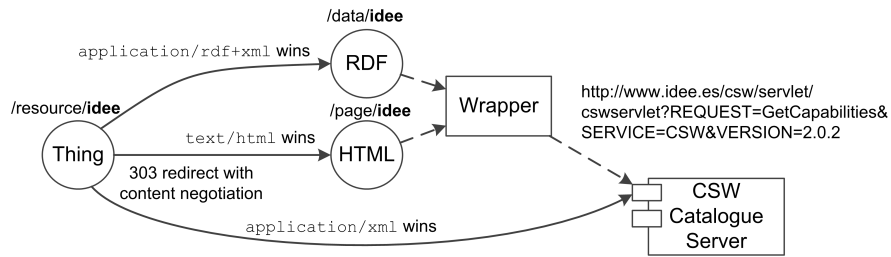 /data/idee
application/rdf+xml wins
RDF
/resource/idee
/page/idee
Wrapper
http://www.idee.es/csw/servlet/
cswservlet?REQUEST=GetCapabilities&
SERVICE=CSW&VERSION=2.0.2
text/html wins
Thing
HTML
303 redirect with
content negotiation
application/xml wins
CSW
Catalogue
Server